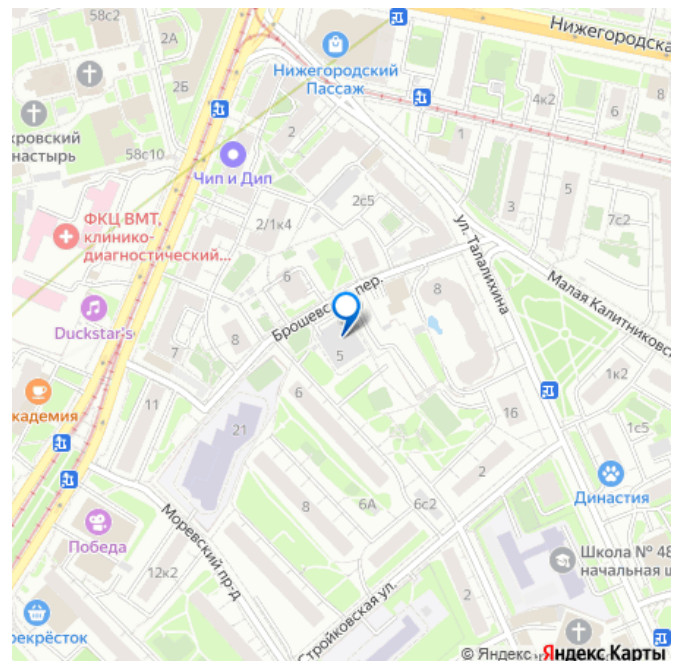 58с2
2А
Нижегородска
Нижегородский
Пассаж
2Б
8
4к2
кровский
настырь
58с10
2
1
Чип и Дип
5
3
7с2
2с5
ФКЦ ВМТ,
клинико-
диагностический...
2/1к4
ул. Талалихина
6
Брошевс
пер.
8
Малая Калитниковс
Duckstar's
8
7
5
1к2
6
кадемия
11
16
1с5
21
2
Династия
6А
6с2
8
Моревский пр-д
Победа
Школа № 48
начальная ш
12к2
Стройковская ул.
2
рекрёсток
© Яндекс
Яндекс Карты